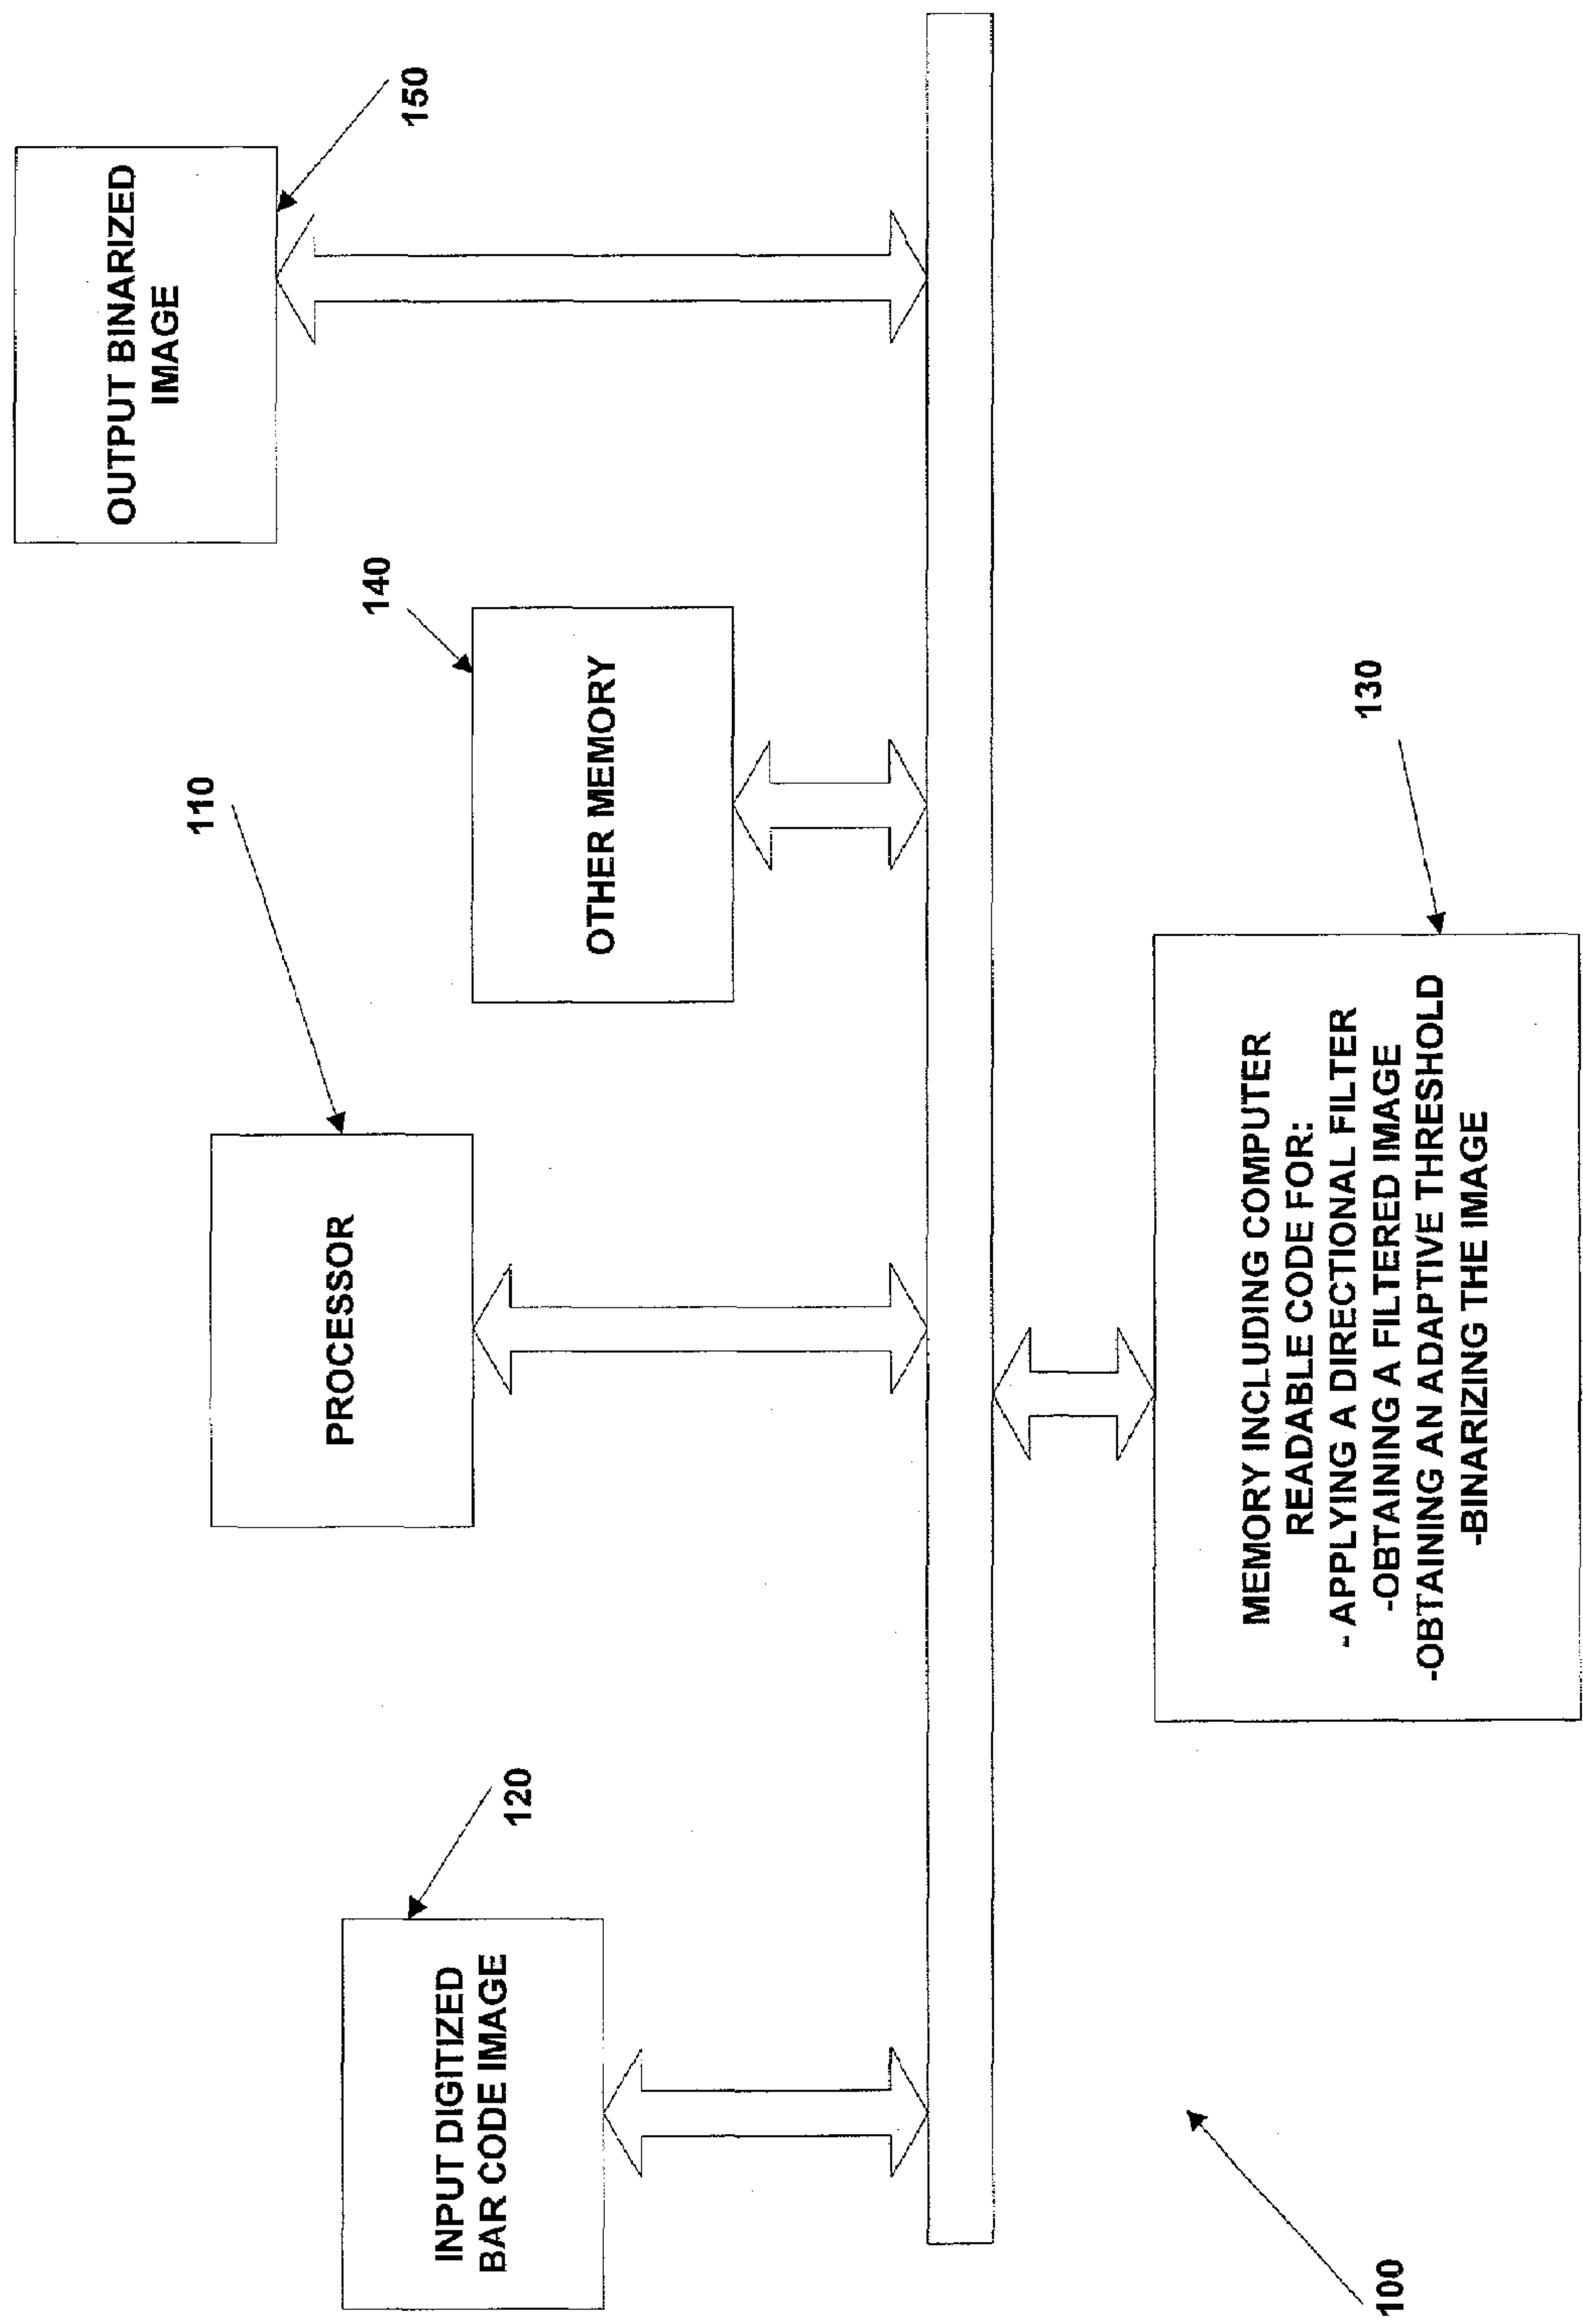 150
OUTPUT BINARIZED
IMAGE
140
OTHER MEMORY
110
PROCESSOR
120
INPUT DIGITIZED
BAR CODE IMAGE
130
MEMORY INCLUDING COMPUTER
READABLE CODE FOR:
- APPLYING A DIRECTIONAL FILTER
-OBTAINING A FILTERED IMAGE
-OBTAINING AN ADAPTIVE THRESHOLD
-BINARIZING THE IMAGE
100